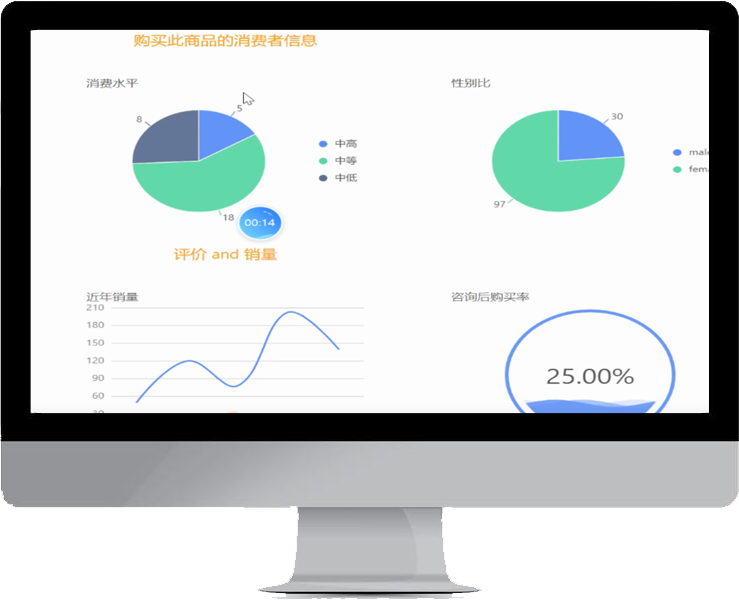 购买此商品的消费者信息
消费水平
性别比
8
5
18
中高
中等
中低
30
97
male
fema
00:14
评价 and 销量
近年销量
咨询后购买率
210
180
150
120
90
60
25.00%